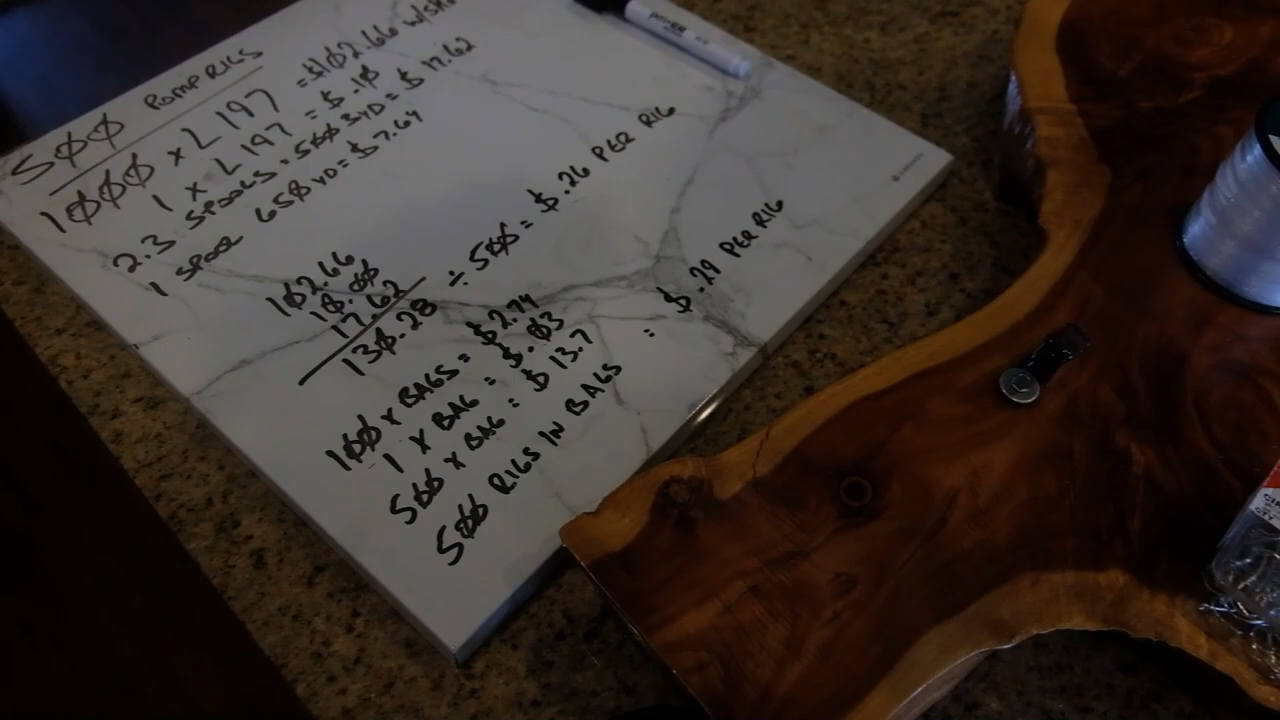 500 POMP RIGS
1000 x L197 = $102.66 w/SH
1 x L197 = $.10
2.3 SPOOLS = 500 3YD = $17.62
1 SPOOL 650 YD = $7.64
102.66
10.00
17.62
130.28 ÷ 500 = $.26 PER RIG
100 x BAGS = $2.74
1 x BAG = $.03
500 x BAG = $13.7
500 RIGS IN BAGS = $.29 PER RIG